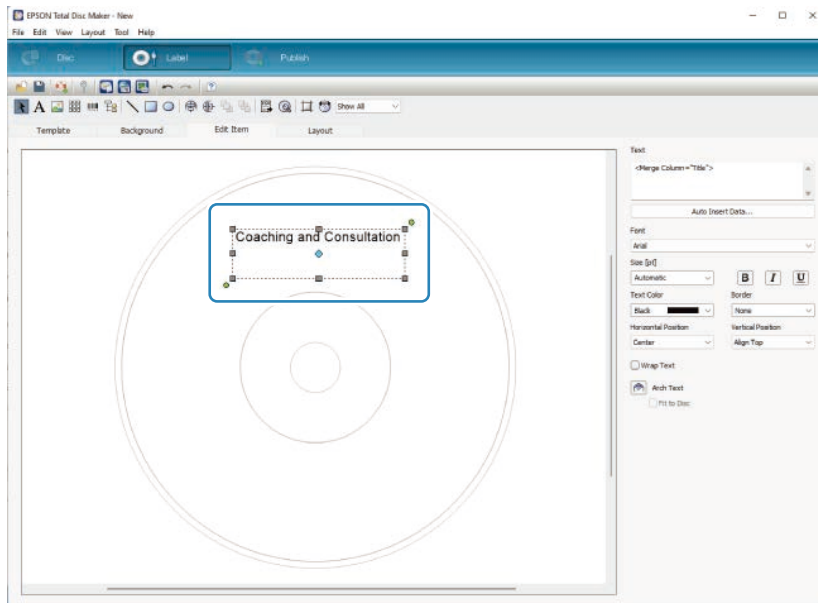 EPSON Total Disc Maker - New
File Edit View Layout Tool Help
Disc Label Publish
A Show All
Template Background Edit Item Layout
Text
<Merge Column="Title">
Auto Insert Data...
Font
Arial
Size [pt]
Automatic B I U
Text Color Border
Black None
Horizontal Position Vertical Position
Center Align Top
Wrap Text
Arch Text
Fit to Disc
Coaching and Consultation